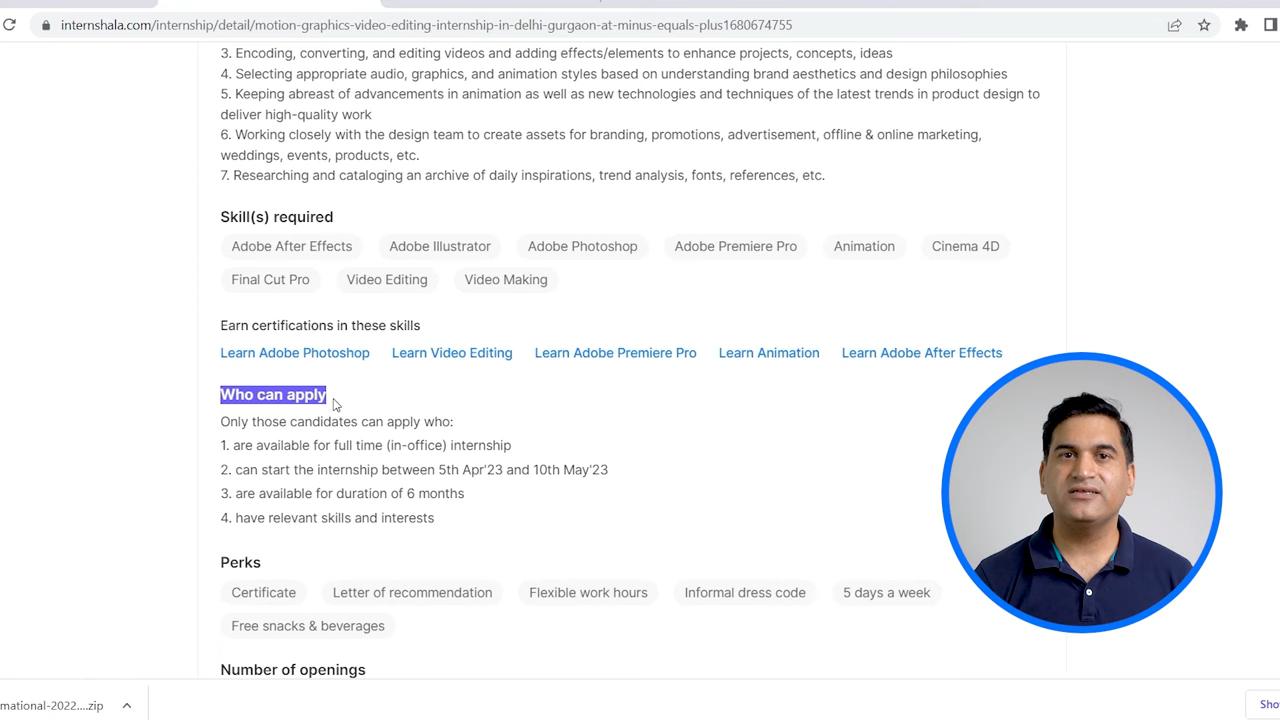 internshala.com/internship/detail/motion-graphics-video-editing-internship-in-delhi-gurgaon-at-minus-equals-plus1680674755
3. Encoding, converting, and editing videos and adding effects/elements to enhance projects, concepts, ideas
4. Selecting appropriate audio, graphics, and animation styles based on understanding brand aesthetics and design philosophies
5. Keeping abreast of advancements in animation as well as new technologies and techniques of the latest trends in product design to
deliver high-quality work
6. Working closely with the design team to create assets for branding, promotions, advertisement, offline & online marketing,
weddings, events, products, etc.
7. Researching and cataloging an archive of daily inspirations, trend analysis, fonts, references, etc.
Skill(s) required
Adobe After Effects Adobe Illustrator Adobe Photoshop Adobe Premiere Pro Animation Cinema 4D
Final Cut Pro Video Editing Video Making
Earn certifications in these skills
Learn Adobe Photoshop Learn Video Editing Learn Adobe Premiere Pro Learn Animation Learn Adobe After Effects
Who can apply
Only those candidates can apply who:
1. are available for full time (in-office) internship
2. can start the internship between 5th Apr'23 and 10th May'23
3. are available for duration of 6 months
4. have relevant skills and interests
Perks
Certificate Letter of recommendation Flexible work hours Informal dress code 5 days a week
Free snacks & beverages
Number of openings
mational-2022....zip
Sho